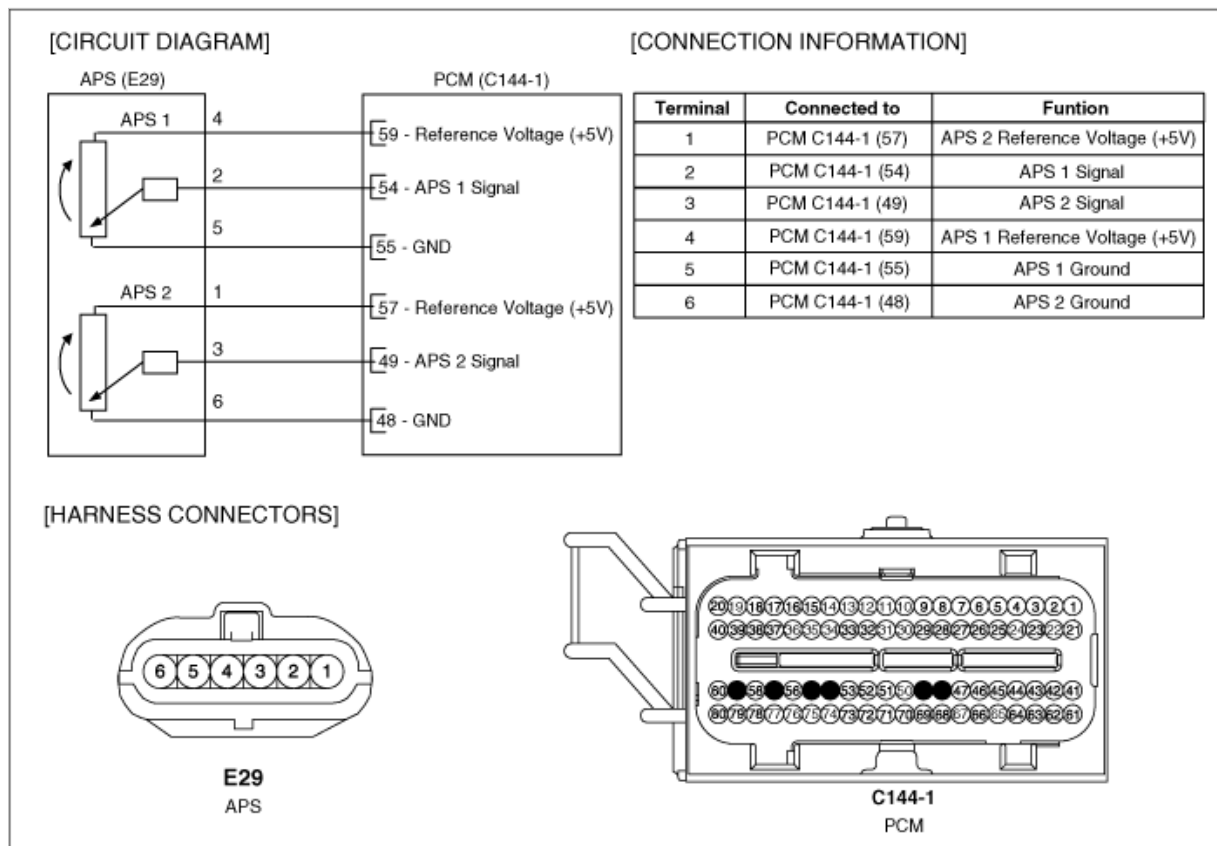 [CIRCUIT DIAGRAM]
APS (E29)
PCM (C144-1)
APS 1
4
59 - Reference Voltage (+5V)
2
54 - APS 1 Signal
5
55 - GND
APS 2
1
57 - Reference Voltage (+5V)
3
49 - APS 2 Signal
6
48 - GND
[CONNECTION INFORMATION]
Terminal Connected to Funtion
1 PCM C144-1 (57) APS 2 Reference Voltage (+5V)
2 PCM C144-1 (54) APS 1 Signal
3 PCM C144-1 (49) APS 2 Signal
4 PCM C144-1 (59) APS 1 Reference Voltage (+5V)
5 PCM C144-1 (55) APS 1 Ground
6 PCM C144-1 (48) APS 2 Ground
[HARNESS CONNECTORS]
6 5 4 3 2 1
E29
APS
20 19 18 17 16 15 14 13 12 11 10 9 8 7 6 5 4 3 2 1
40 39 38 37 36 35 34 33 32 31 30 29 28 27 26 25 24 23 22 21
60 58 56 53 52 51 50 47 46 45 44 43 42 41
80 79 78 77 76 75 74 73 72 71 70 69 68 67 66 65 64 63 62 61
C144-1
PCM